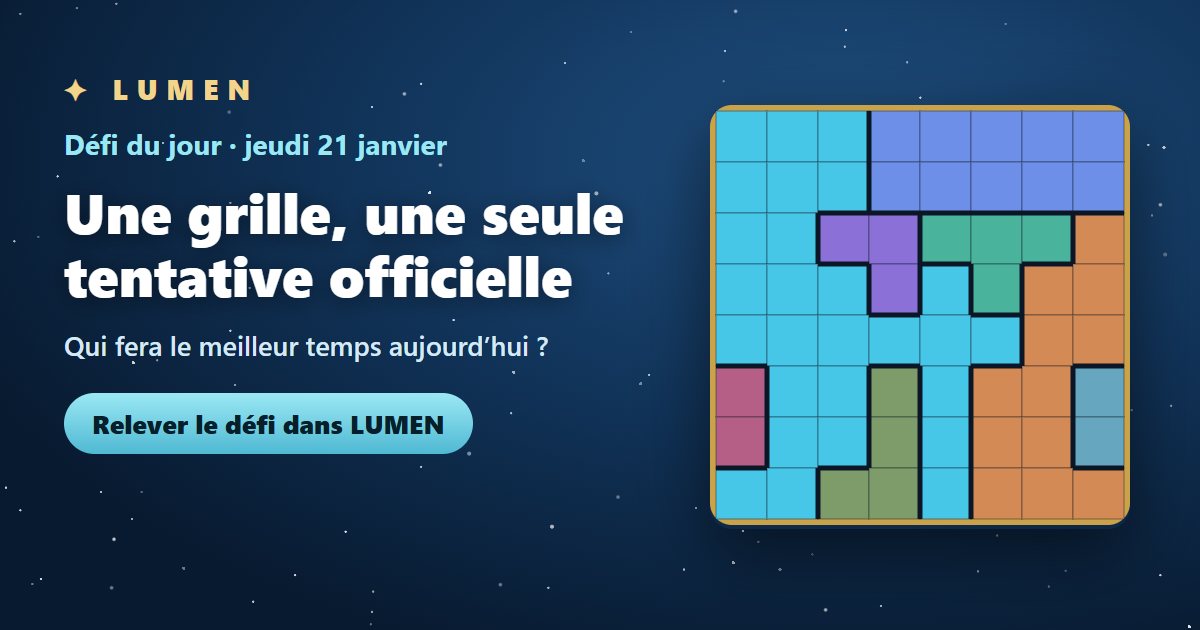 ✦ LUMEN
Défi du jour · jeudi 21 janvier
Une grille, une seule
tentative officielle
Qui fera le meilleur temps aujourd’hui ?
Relever le défi dans LUMEN